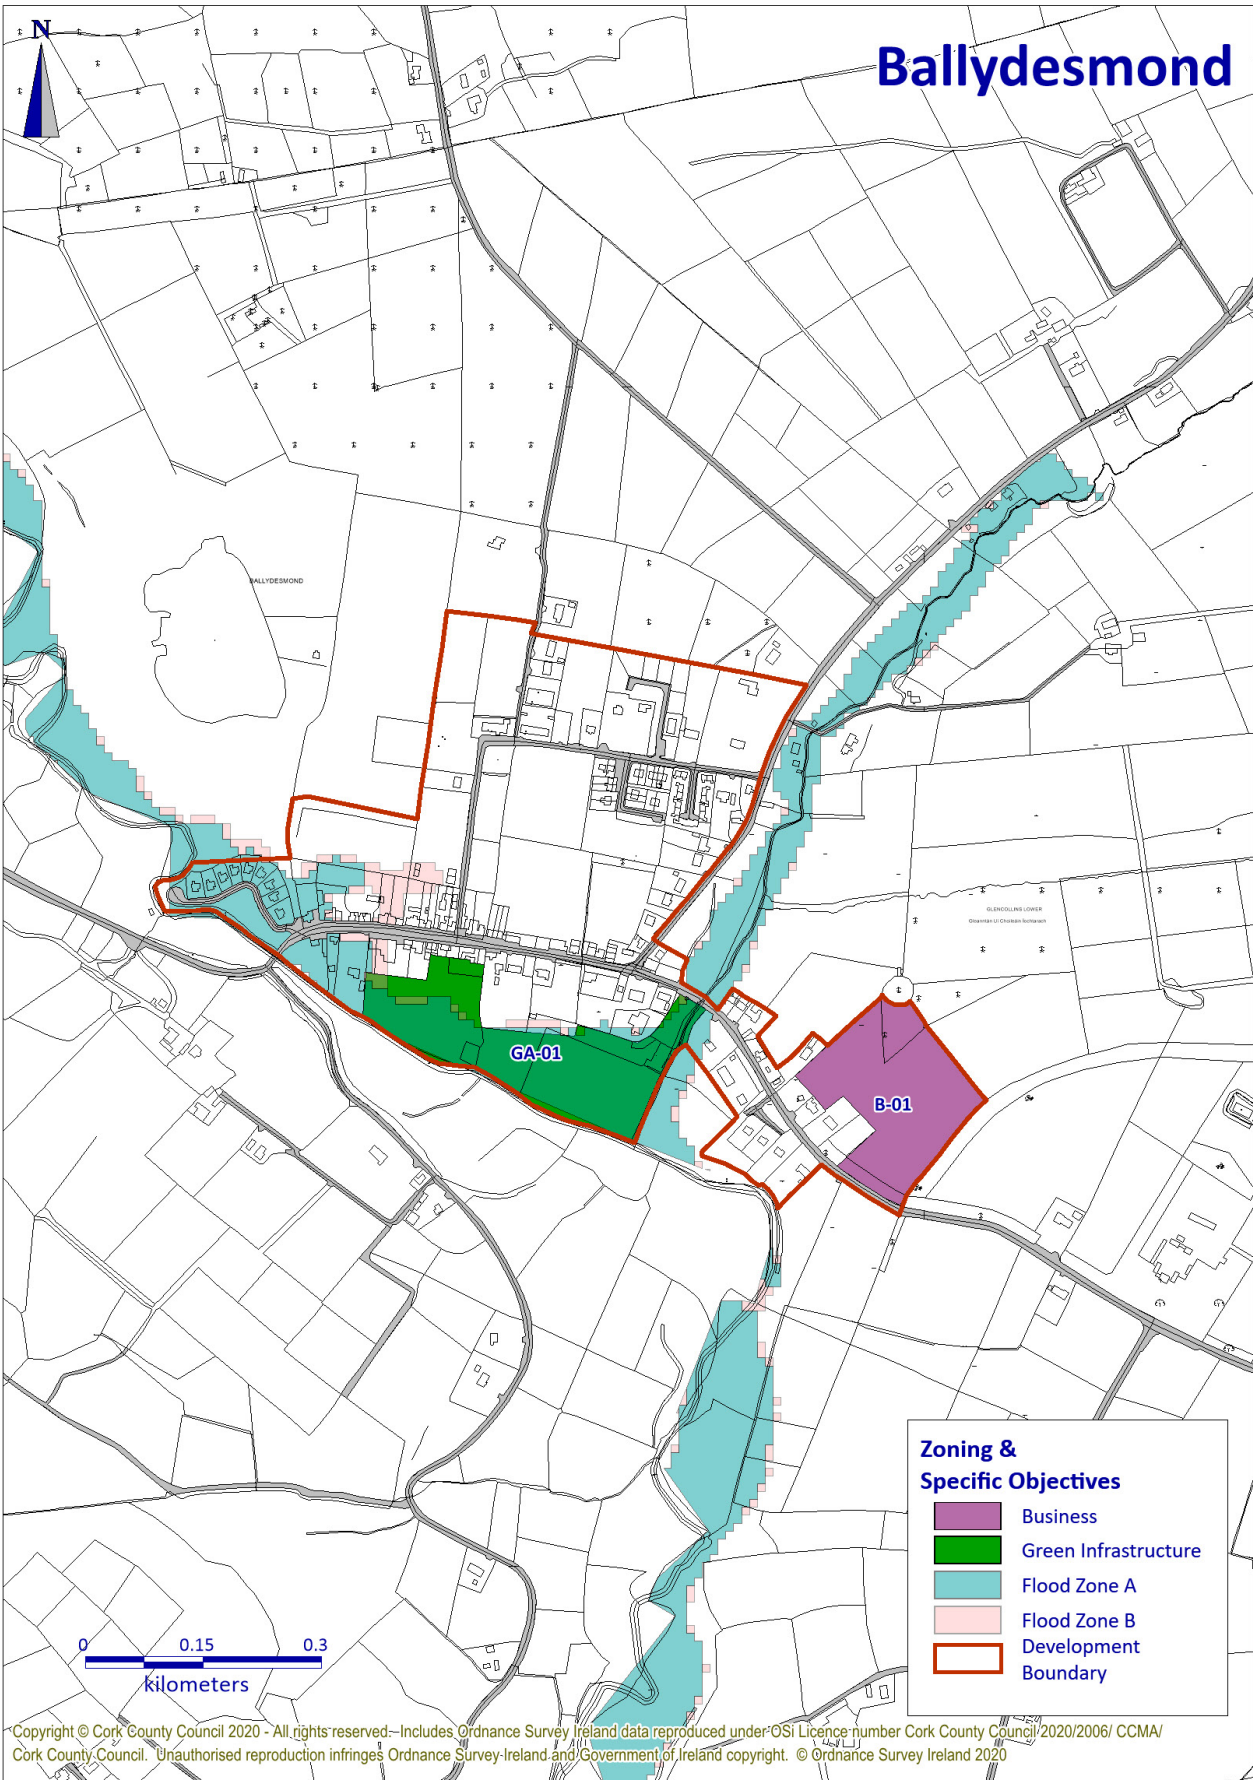 N
Ballydesmond
BALLYDESMOND
GLENCOLLINS LOWER
GA-01
B-01
Zoning &
Specific Objectives
Business
Green Infrastructure
Flood Zone A
Flood Zone B
Development
Boundary
0 0.15 0.3
kilometers
Copyright © Cork County Council 2020 - All rights reserved. Includes Ordnance Survey Ireland data reproduced under OSi Licence number Cork County Council 2020/2006/ CCMA/
Cork County Council. Unauthorised reproduction infringes Ordnance Survey Ireland and Government of Ireland copyright. © Ordnance Survey Ireland 2020